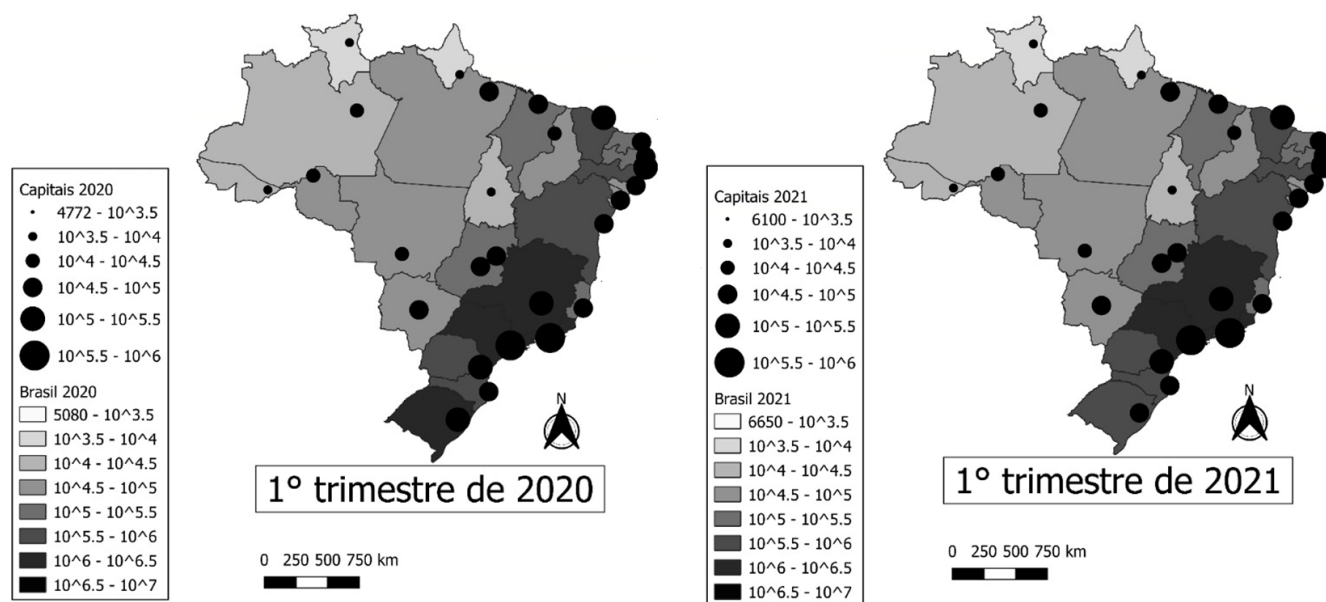 Capitais 2020
4772 - 10^3.5
10^3.5 - 10^4
10^4 - 10^4.5
10^4.5 - 10^5
10^5 - 10^5.5
10^5.5 - 10^6
Brasil 2020
5080 - 10^3.5
10^3.5 - 10^4
10^4 - 10^4.5
10^4.5 - 10^5
10^5 - 10^5.5
10^5.5 - 10^6
10^6 - 10^6.5
10^6.5 - 10^7
N
1° trimestre de 2020
0 250 500 750 km
Capitais 2021
6100 - 10^3.5
10^3.5 - 10^4
10^4 - 10^4.5
10^4.5 - 10^5
10^5 - 10^5.5
10^5.5 - 10^6
Brasil 2021
6650 - 10^3.5
10^3.5 - 10^4
10^4 - 10^4.5
10^4.5 - 10^5
10^5 - 10^5.5
10^5.5 - 10^6
10^6 - 10^6.5
10^6.5 - 10^7
N
1° trimestre de 2021
0 250 500 750 km